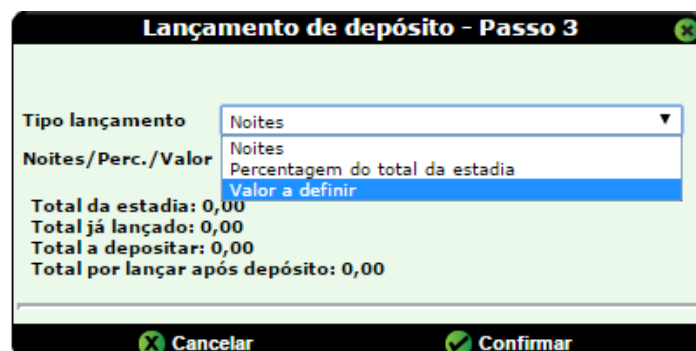 Lançamento de depósito - Passo 3
Tipo lançamento Noites
Noites
Noites/Perc./Valor
Percentagem do total da estadia
Valor a definir
Total da estadia: 0,00
Total já lançado: 0,00
Total a depositar: 0,00
Total por lançar após depósito: 0,00
Cancelar Confirmar